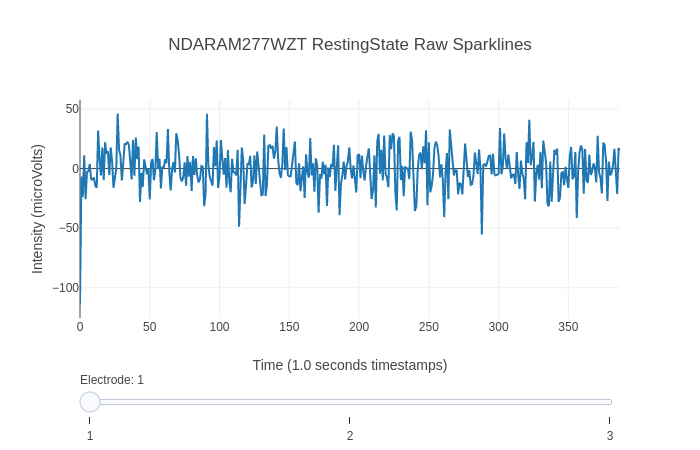 NDARAM277WZT RestingState Raw Sparklines
50
0
−50
−100
Intensity (microVolts)
0 50 100 150 200 250 300 350
Time (1.0 seconds timestamps)
Electrode: 1
1 2 3